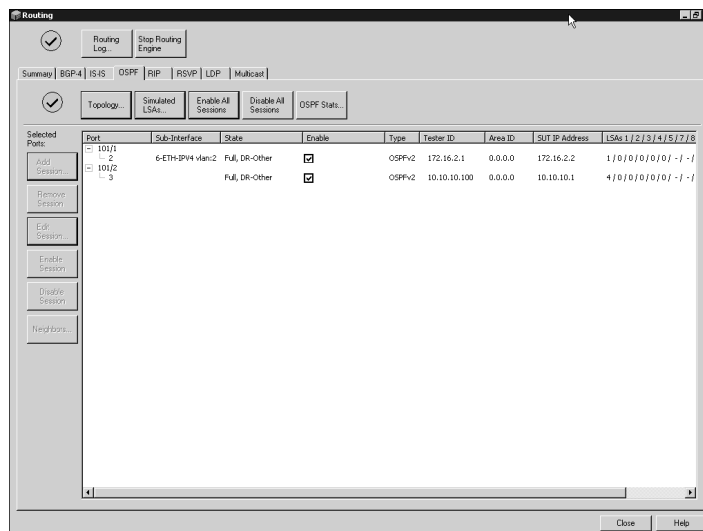 Routing
Routing Log...
Stop Routing Engine
Summary BGP-4 IS-IS OSPF RIP RSVP LDP Multicast
Topology...
Simulated LSAs...
Enable All Sessions
Disable All Sessions
OSPF Stats...
Selected Ports:
Add Session...
Remove Session
Edit Session...
Enable Session
Disable Session
Neighbors...
Port Sub-Interface State Enable Type Tester ID Area ID SUT IP Address LSAs 1 / 2 / 3 / 4 / 5 / 7 / 8
101/1
2 6-ETH-IPV4 vlan:2 Full, DR-Other OSPFv2 172.16.2.1 0.0.0.0 172.16.2.2 1 / 0 / 0 / 0 / 0 / 0 / - / - /
101/2
3 Full, DR-Other OSPFv2 10.10.10.100 0.0.0.0 10.10.10.1 4 / 0 / 0 / 0 / 0 / 0 / - / - /
Close Help